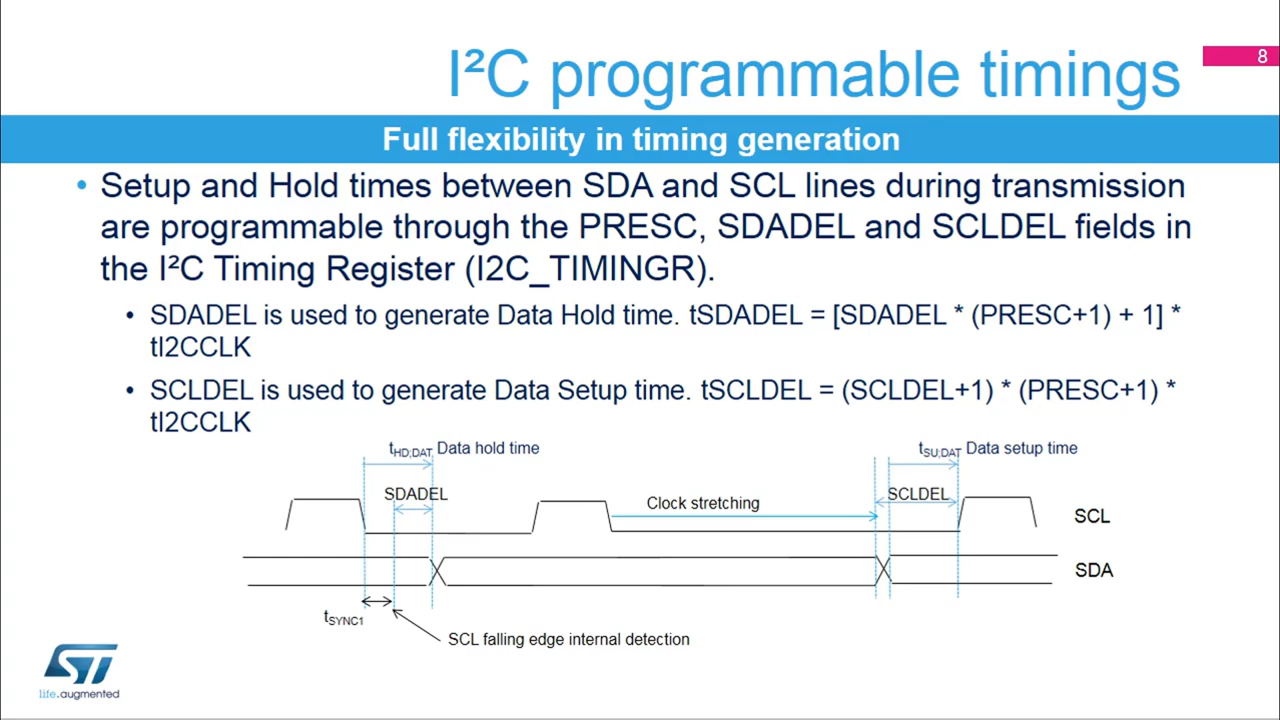 I²C programmable timings
8
Full flexibility in timing generation
• Setup and Hold times between SDA and SCL lines during transmission
are programmable through the PRESC, SDADEL and SCLDEL fields in
the I²C Timing Register (I2C_TIMINGR).
• SDADEL is used to generate Data Hold time. tSDADEL = [SDADEL * (PRESC+1) + 1] *
tI2CCLK
• SCLDEL is used to generate Data Setup time. tSCLDEL = (SCLDEL+1) * (PRESC+1) *
tI2CCLK
tHD;DAT Data hold time
tSU;DAT Data setup time
SDADEL
Clock stretching
SCLDEL
SCL
SDA
tSYNC1
SCL falling edge internal detection
ST
life.augmented